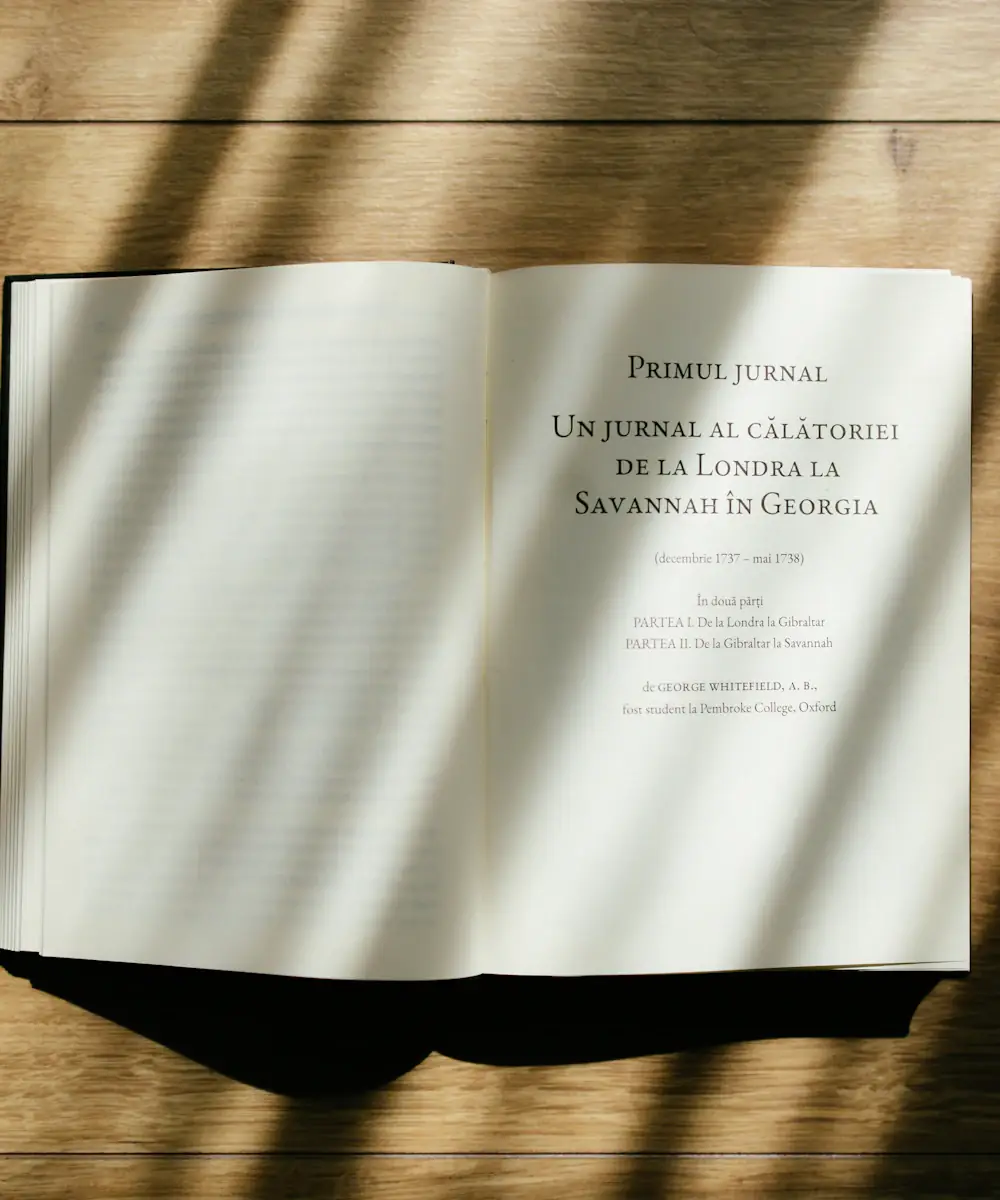 Primul jurnal
Un jurnal al călătoriei
de la Londra la
Savannah în Georgia
(decembrie 1737 – mai 1738)
În două părți
PARTEA I. De la Londra la Gibraltar
PARTEA II. De la Gibraltar la Savannah
de GEORGE WHITEFIELD, A. B.,
fost student la Pembroke College, Oxford